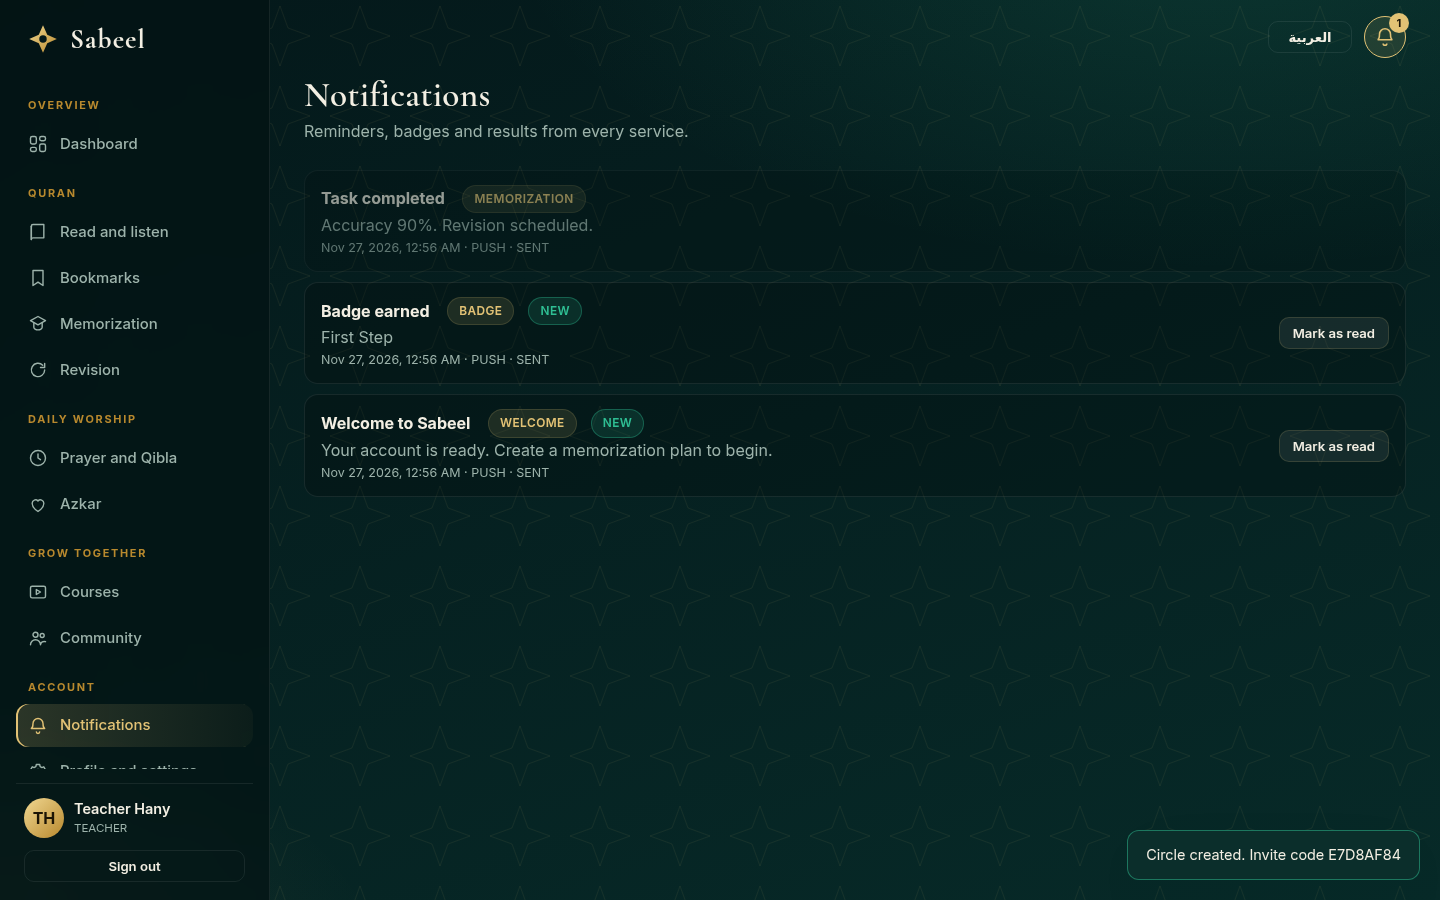 Sabeel
OVERVIEW
Dashboard
QURAN
Read and listen
Bookmarks
Memorization
Revision
DAILY WORSHIP
Prayer and Qibla
Azkar
GROW TOGETHER
Courses
Community
ACCOUNT
Notifications
Profile and settings
TH
Teacher Hany
TEACHER
Sign out
العربية
1
Notifications
Reminders, badges and results from every service.
Task completed MEMORIZATION
Accuracy 90%. Revision scheduled.
Nov 27, 2026, 12:56 AM · PUSH · SENT
Badge earned BADGE NEW
First Step
Nov 27, 2026, 12:56 AM · PUSH · SENT
Mark as read
Welcome to Sabeel WELCOME NEW
Your account is ready. Create a memorization plan to begin.
Nov 27, 2026, 12:56 AM · PUSH · SENT
Mark as read
Circle created. Invite code E7D8AF84